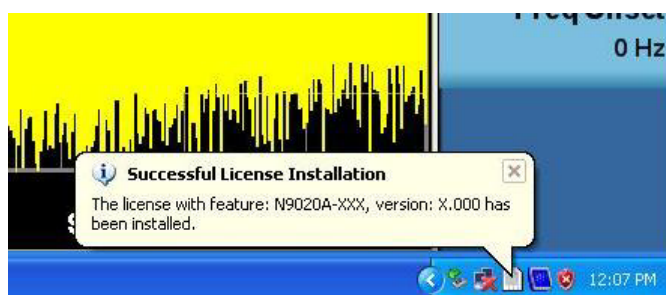 Freq Offset
0 Hz
Successful License Installation
The license with feature: N9020A-XXX, version: X.000 has
been installed.
12:07 PM